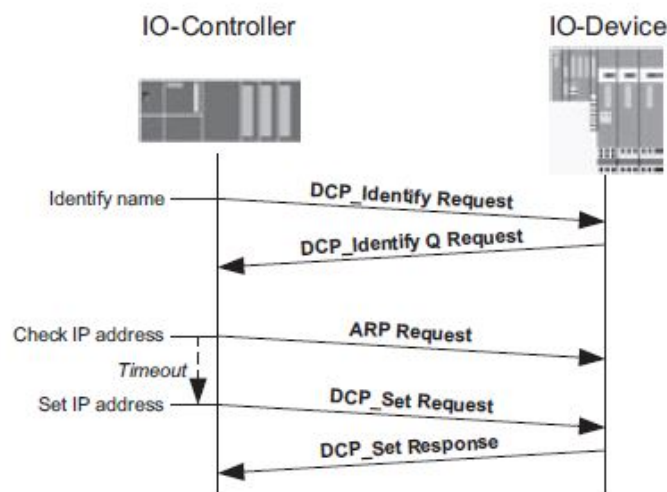 IO-Controller
IO-Device
Identify name
DCP_Identify Request
DCP_Identify Q Request
Check IP address
ARP Request
Timeout
Set IP address
DCP_Set Request
DCP_Set Response